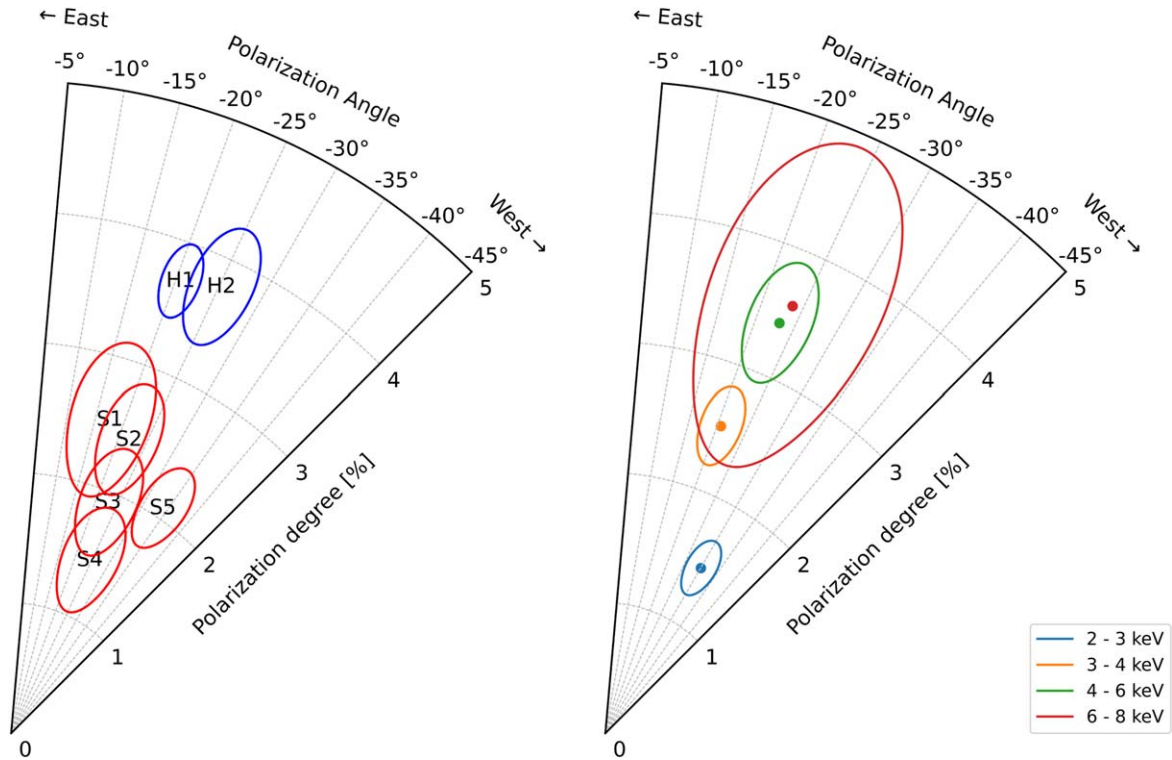 ← East
Polarization Angle
-5°
-10°
-15°
-20°
-25°
-30°
-35°
-40°
-45°
West →
H1
H2
S1
S2
S3
S4
S5
5
4
3
2
1
0
Polarization degree [%]
← East
Polarization Angle
-5°
-10°
-15°
-20°
-25°
-30°
-35°
-40°
-45°
West →
5
4
3
2
1
0
Polarization degree [%]
2 - 3 keV
3 - 4 keV
4 - 6 keV
6 - 8 keV